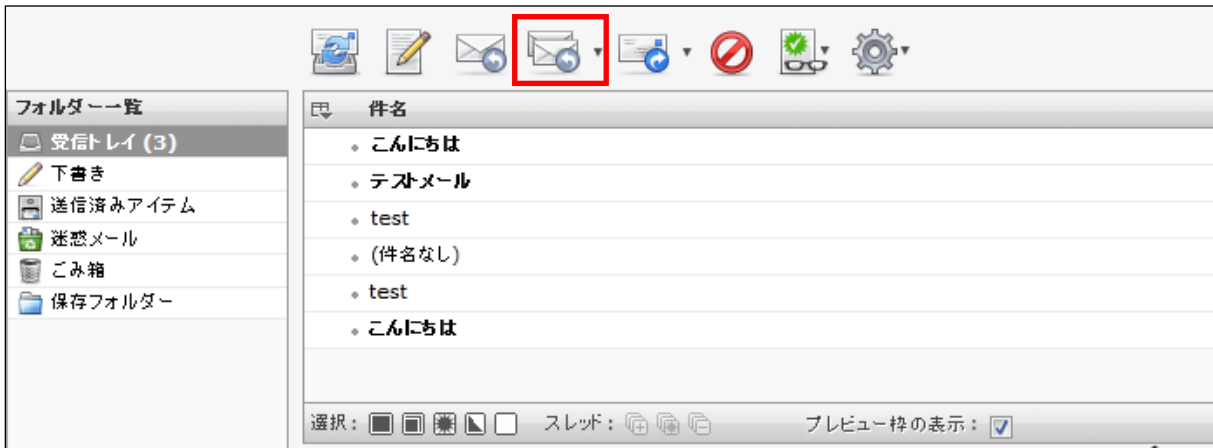 フォルダー一覧
受信トレイ (3)
下書き
送信済みアイテム
迷惑メール
ごみ箱
保存フォルダー
件名
こんにちは
テストメール
test
(件名なし)
test
こんにちは
選択: スレッド: プレビュー枠の表示: